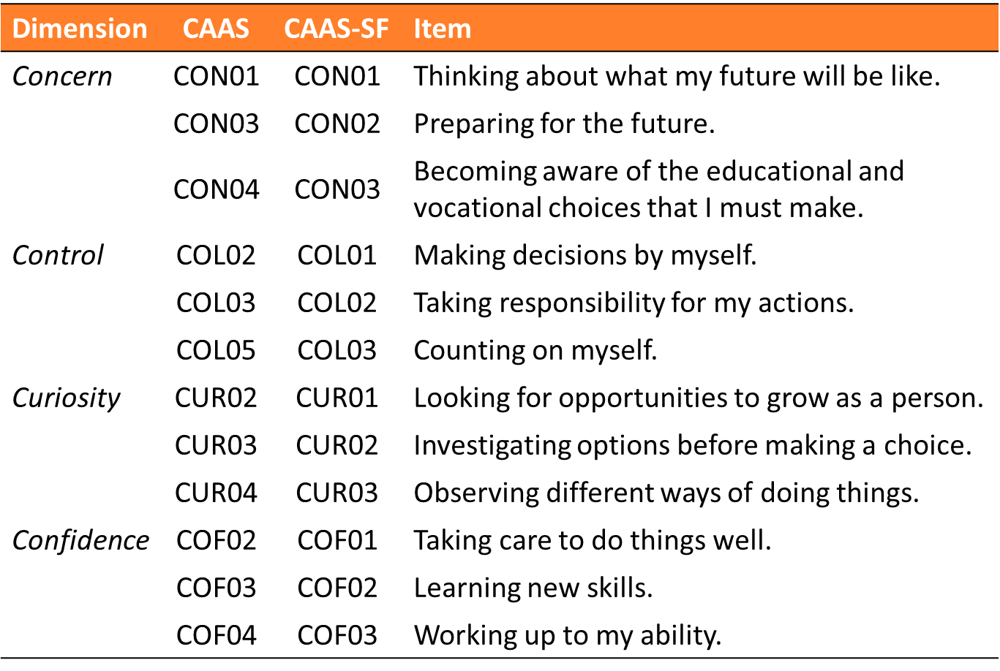 Dimension CAAS CAAS-SF Item
Concern CON01 CON01 Thinking about what my future will be like.
CON03 CON02 Preparing for the future.
CON04 CON03 Becoming aware of the educational and
vocational choices that I must make.
Control COL02 COL01 Making decisions by myself.
COL03 COL02 Taking responsibility for my actions.
COL05 COL03 Counting on myself.
Curiosity CUR02 CUR01 Looking for opportunities to grow as a person.
CUR03 CUR02 Investigating options before making a choice.
CUR04 CUR03 Observing different ways of doing things.
Confidence COF02 COF01 Taking care to do things well.
COF03 COF02 Learning new skills.
COF04 COF03 Working up to my ability.